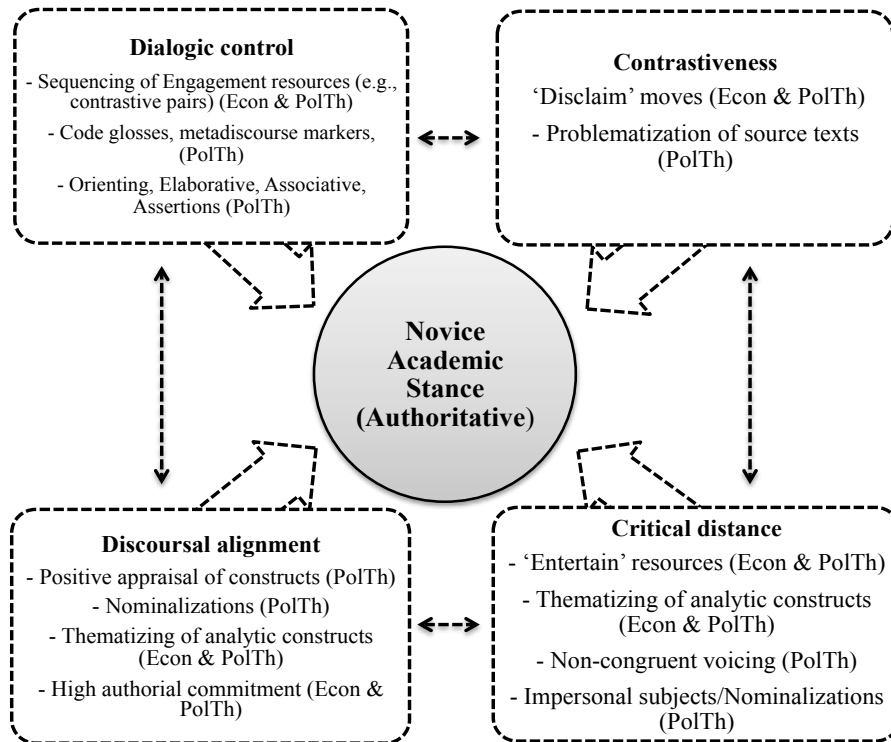 Dialogic control
- Sequencing of Engagement resources (e.g.,
contrastive pairs) (Econ & PolTh)
- Code glosses, metadiscourse markers,
(PolTh)
- Orienting, Elaborative, Associative,
Assertions (PolTh)
Contrastiveness
‘Disclaim’ moves (Econ & PolTh)
- Problematization of source texts
(PolTh)
Novice
Academic
Stance
(Authoritative)
Discoursal alignment
- Positive appraisal of constructs (PolTh)
- Nominalizations (PolTh)
- Thematizing of analytic constructs
(Econ & PolTh)
- High authorial commitment (Econ &
PolTh)
Critical distance
- ‘Entertain’ resources (Econ & PolTh)
- Thematizing of analytic constructs
(Econ & PolTh)
- Non-congruent voicing (PolTh)
- Impersonal subjects/Nominalizations
(PolTh)